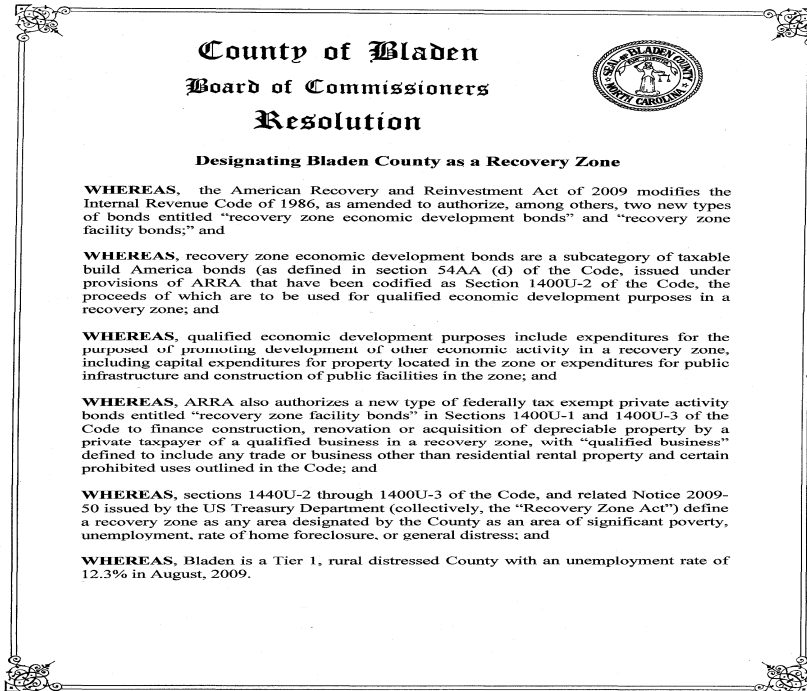 County of Bladen
Board of Commissioners
Resolution
SEAL OF BLADEN COUNTY
NORTH CAROLINA
Designating Bladen County as a Recovery Zone
WHEREAS, the American Recovery and Reinvestment Act of 2009 modifies the
Internal Revenue Code of 1986, as amended to authorize, among others, two new types
of bonds entitled “recovery zone economic development bonds” and “recovery zone
facility bonds;” and
WHEREAS, recovery zone economic development bonds are a subcategory of taxable
build America bonds (as defined in section 54AA (d) of the Code, issued under
provisions of ARRA that have been codified as Section 1400U-2 of the Code, the
proceeds of which are to be used for qualified economic development purposes in a
recovery zone; and
WHEREAS, qualified economic development purposes include expenditures for the
purposed of promoting development of other economic activity in a recovery zone,
including capital expenditures for property located in the zone or expenditures for public
infrastructure and construction of public facilities in the zone; and
WHEREAS, ARRA also authorizes a new type of federally tax exempt private activity
bonds entitled “recovery zone facility bonds” in Sections 1400U-1 and 1400U-3 of the
Code to finance construction, renovation or acquisition of depreciable property by a
private taxpayer of a qualified business in a recovery zone, with “qualified business”
defined to include any trade or business other than residential rental property and certain
prohibited uses outlined in the Code; and
WHEREAS, sections 1440U-2 through 1400U-3 of the Code, and related Notice 2009-
50 issued by the US Treasury Department (collectively, the “Recovery Zone Act”) define
a recovery zone as any area designated by the County as an area of significant poverty,
unemployment, rate of home foreclosure, or general distress; and
WHEREAS, Bladen is a Tier 1, rural distressed County with an unemployment rate of
12.3% in August, 2009.